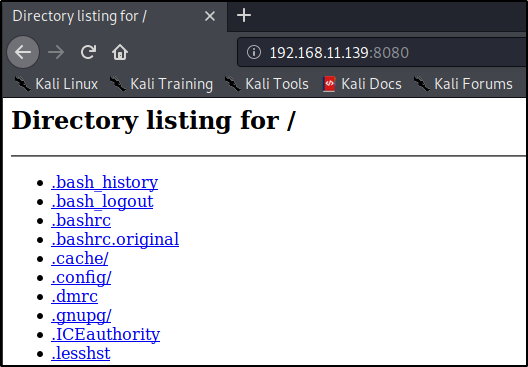 Directory listing for /
192.168.11.139:8080
Kali Linux Kali Training Kali Tools Kali Docs Kali Forums
Directory listing for /
.bash_history
.bash_logout
.bashrc
.bashrc.original
.cache/
.config/
.dmrc
.gnupg/
.ICEauthority
.lesshst